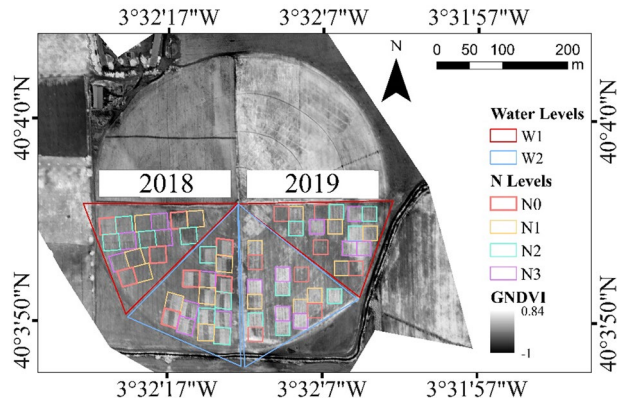 3°32'17"W 3°32'7"W 3°31'57"W
N
0 50 100 200
m
40°4'0"N 40°4'0"N
Water Levels
W1
W2
2018 2019
N Levels
N0
N1
N2
N3
GNDVI
0.84
-1
40°3'50"N 40°3'50"N
3°32'17"W 3°32'7"W 3°31'57"W